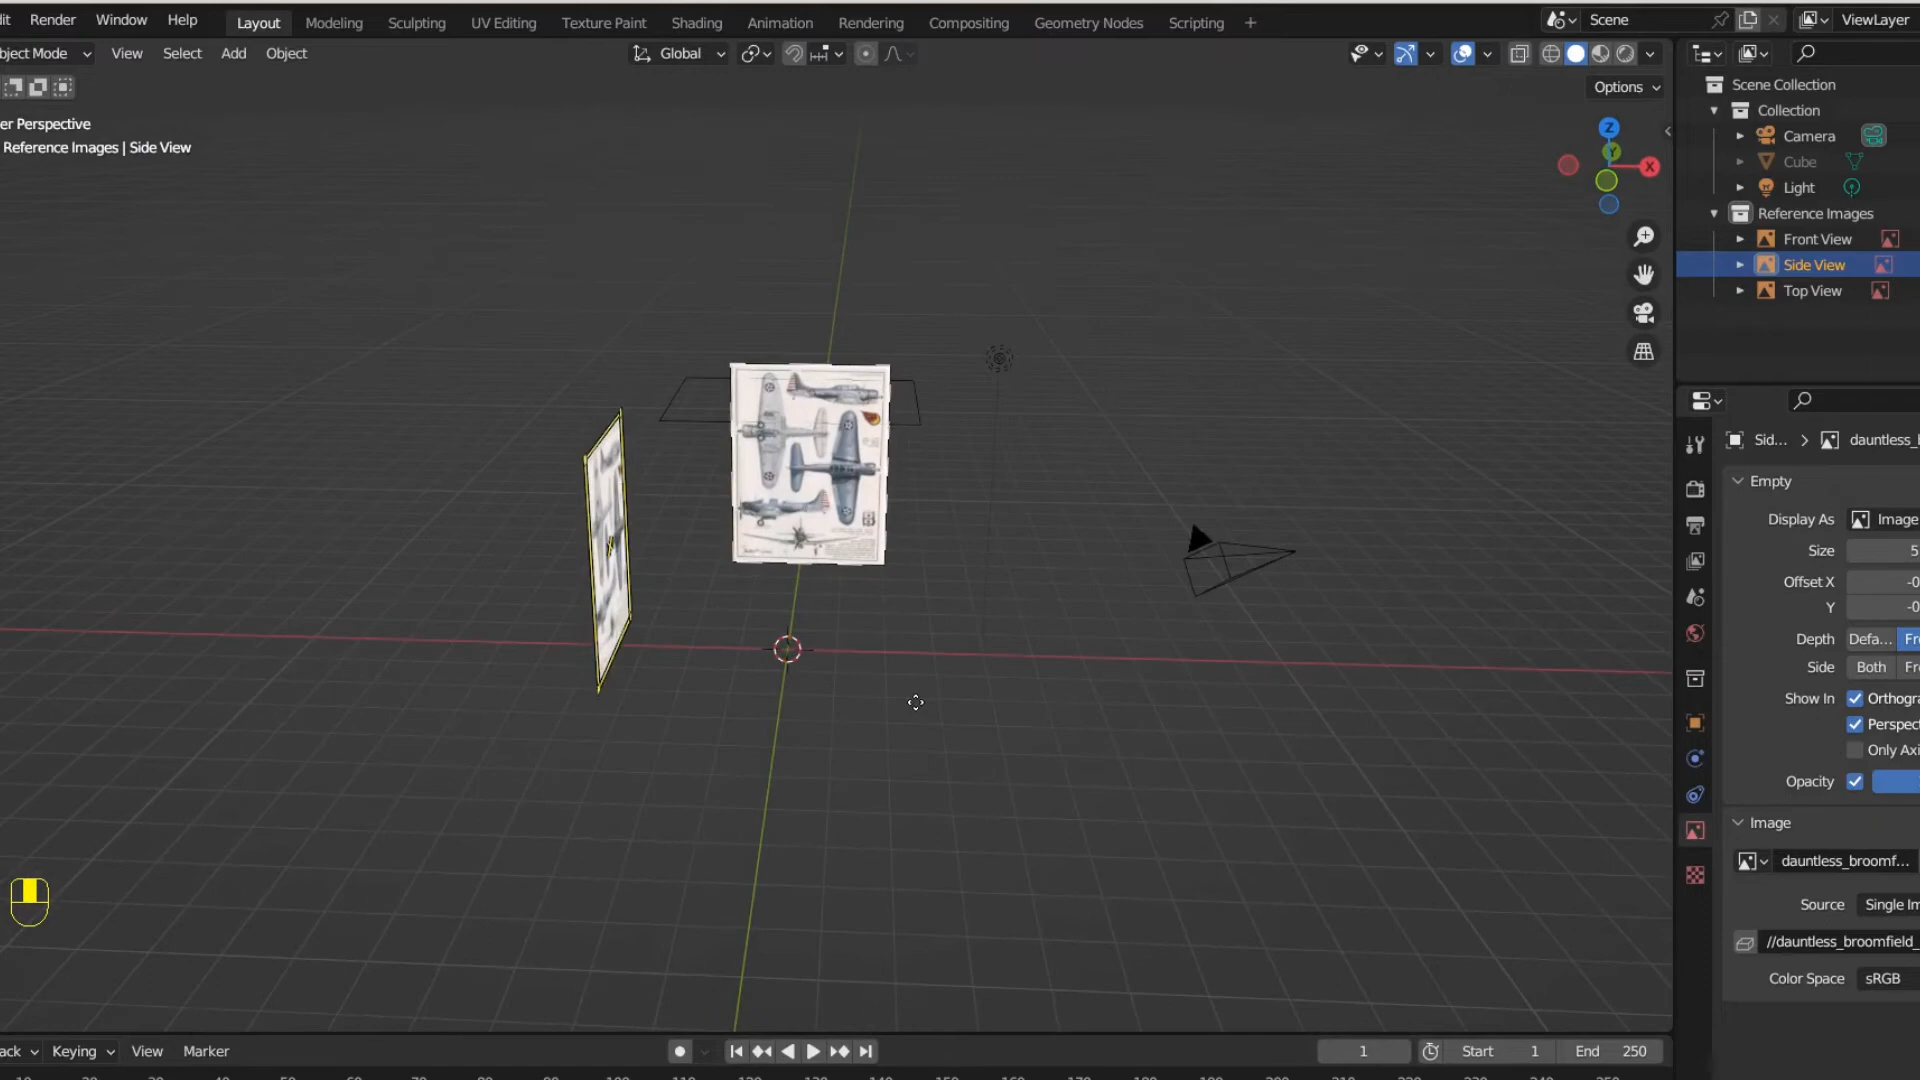 it Render Window Help Layout Modeling Sculpting UV Editing Texture Paint Shading Animation Rendering Compositing Geometry Nodes Scripting + Scene ViewLayer
bject Mode View Select Add Object Global
Options
er Perspective
Reference Images | Side View
Z
Y
X
Scene Collection
Collection
Camera
Cube
Light
Reference Images
Front View
Side View
Top View
Sid... > dauntless_b
Empty
Display As Image
Size 5
Offset X -0
Y -0
Depth Defa... Fr
Side Both Fr
Show In Orthogra
Perspect
Only Axi
Opacity
Image
dauntless_broomf...
Source Single Im
//dauntless_broomfield_
Color Space sRGB
ack Keying View Marker 1 Start 1 End 250